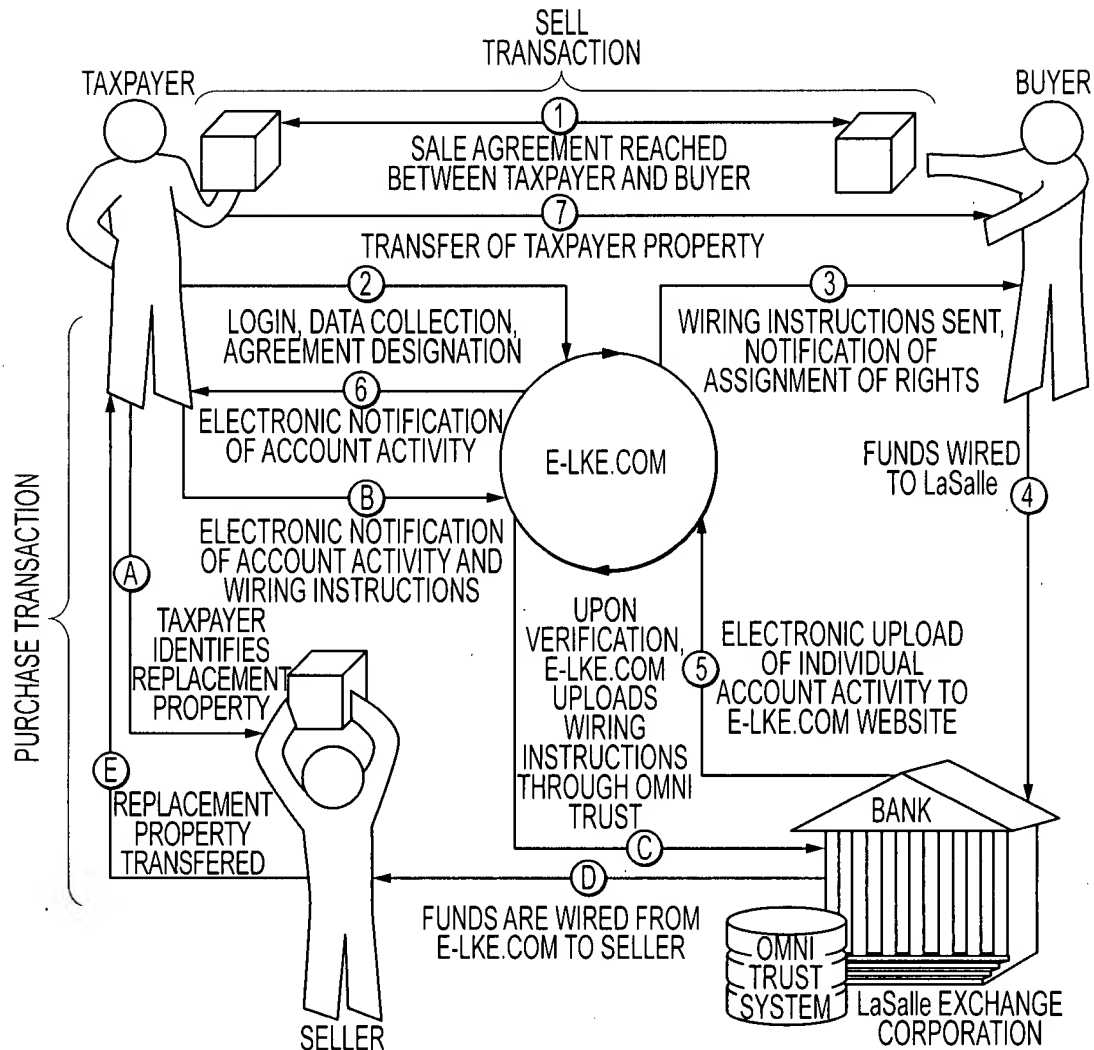 SELL
TRANSACTION
TAXPAYER
BUYER
1
SALE AGREEMENT REACHED
BETWEEN TAXPAYER AND BUYER
7
TRANSFER OF TAXPAYER PROPERTY
2
LOGIN, DATA COLLECTION,
AGREEMENT DESIGNATION
3
WIRING INSTRUCTIONS SENT,
NOTIFICATION OF
ASSIGNMENT OF RIGHTS
6
ELECTRONIC NOTIFICATION
OF ACCOUNT ACTIVITY
E-LKE.COM
FUNDS WIRED
TO LaSalle
4
B
ELECTRONIC NOTIFICATION
OF ACCOUNT ACTIVITY AND
WIRING INSTRUCTIONS
PURCHASE TRANSACTION
A
TAXPAYER
IDENTIFIES
REPLACEMENT
PROPERTY
UPON
VERIFICATION,
E-LKE.COM
UPLOADS
WIRING
INSTRUCTIONS
THROUGH OMNI
TRUST
5
ELECTRONIC UPLOAD
OF INDIVIDUAL
ACCOUNT ACTIVITY TO
E-LKE.COM WEBSITE
E
REPLACEMENT
PROPERTY
TRANSFERED
BANK
C
D
FUNDS ARE WIRED FROM
E-LKE.COM TO SELLER
OMNI
TRUST
SYSTEM
LaSalle EXCHANGE
CORPORATION
SELLER